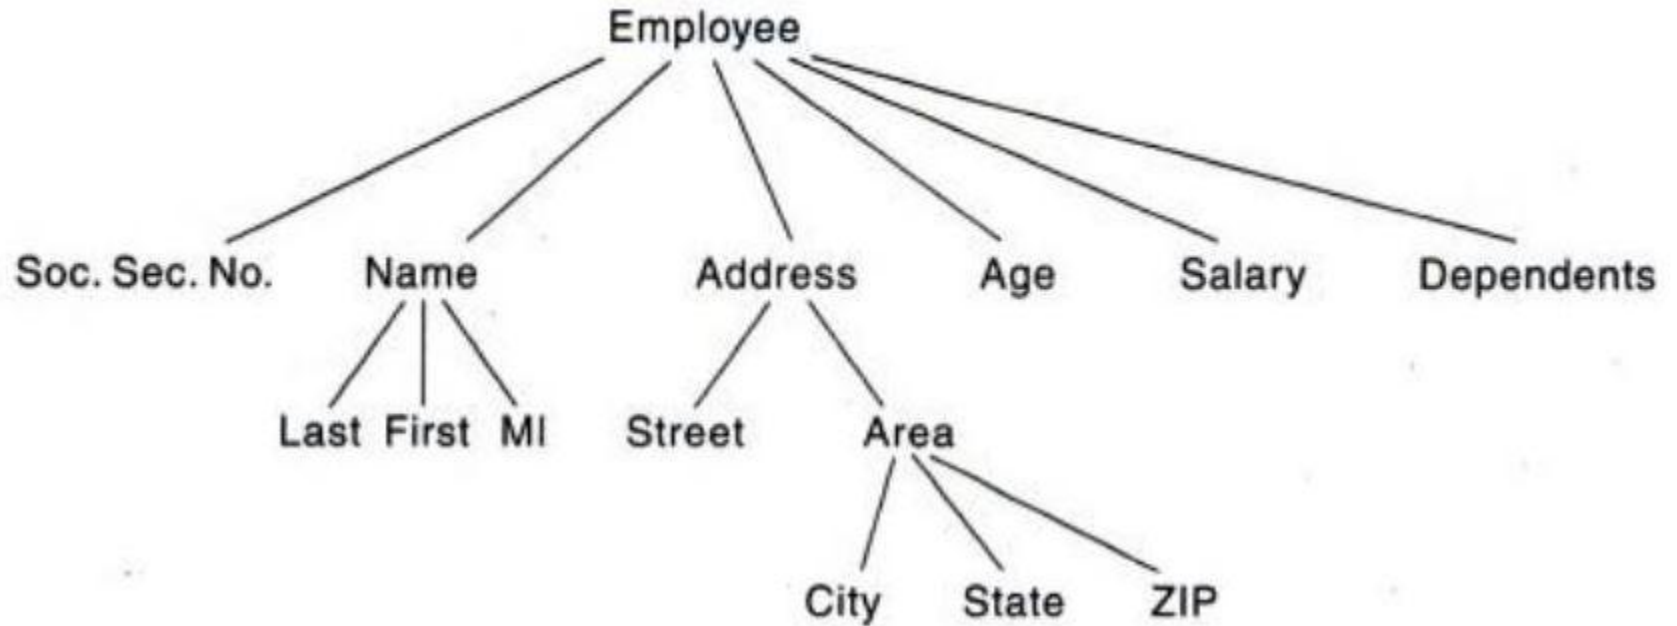 Employee
Soc. Sec. No. Name Address Age Salary Dependents
Last First MI Street Area
City State ZIP